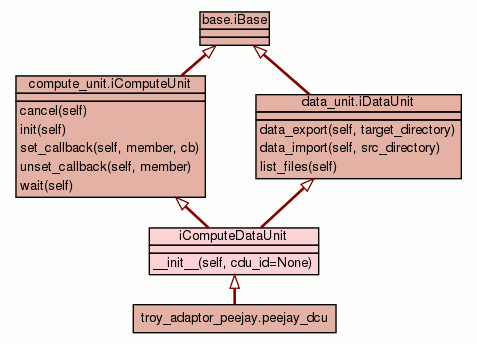 base.iBase
compute_unit.iComputeUnit
cancel(self)
init(self)
set_callback(self, member, cb)
unset_callback(self, member)
wait(self)
data_unit.iDataUnit
data_export(self, target_directory)
data_import(self, src_directory)
list_files(self)
iComputeDataUnit
__init__(self, cdu_id=None)
troy_adaptor_peejay.peejay_dcu